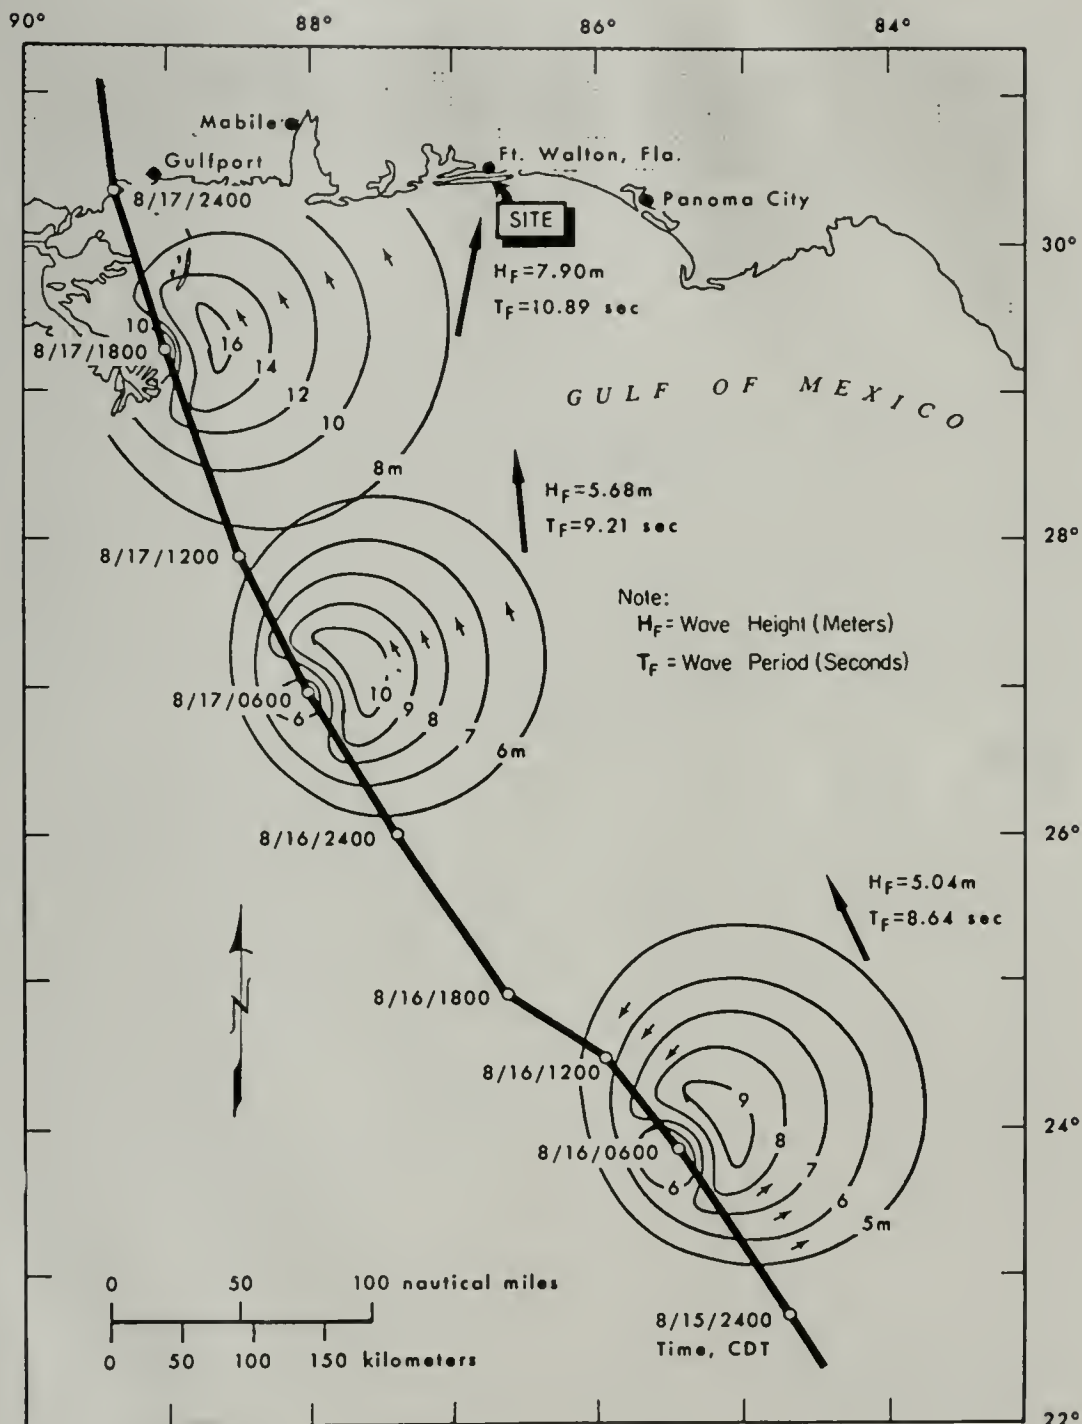 90°
88°
86°
84°
Mabile
Gulfport
Ft. Walton, Fla.
Panoma City
8/17/2400
SITE
30°
H_F=7.90m
T_F=10.89 sec
10
8/17/1800
16
14
12
10
8m
GULF OF MEXICO
H_F=5.68m
T_F=9.21 sec
8/17/1200
28°
Note:
H_F= Wave Height (Meters)
T_F = Wave Period (Seconds)
8/17/0600
6
10
9
8
7
6m
8/16/2400
26°
H_F=5.04m
T_F=8.64 sec
N
8/16/1800
8/16/1200
9
24°
8/16/0600
8
6
7
6
5m
0 50 100 nautical miles
0 50 100 150 kilometers
8/15/2400
Time, CDT
22°